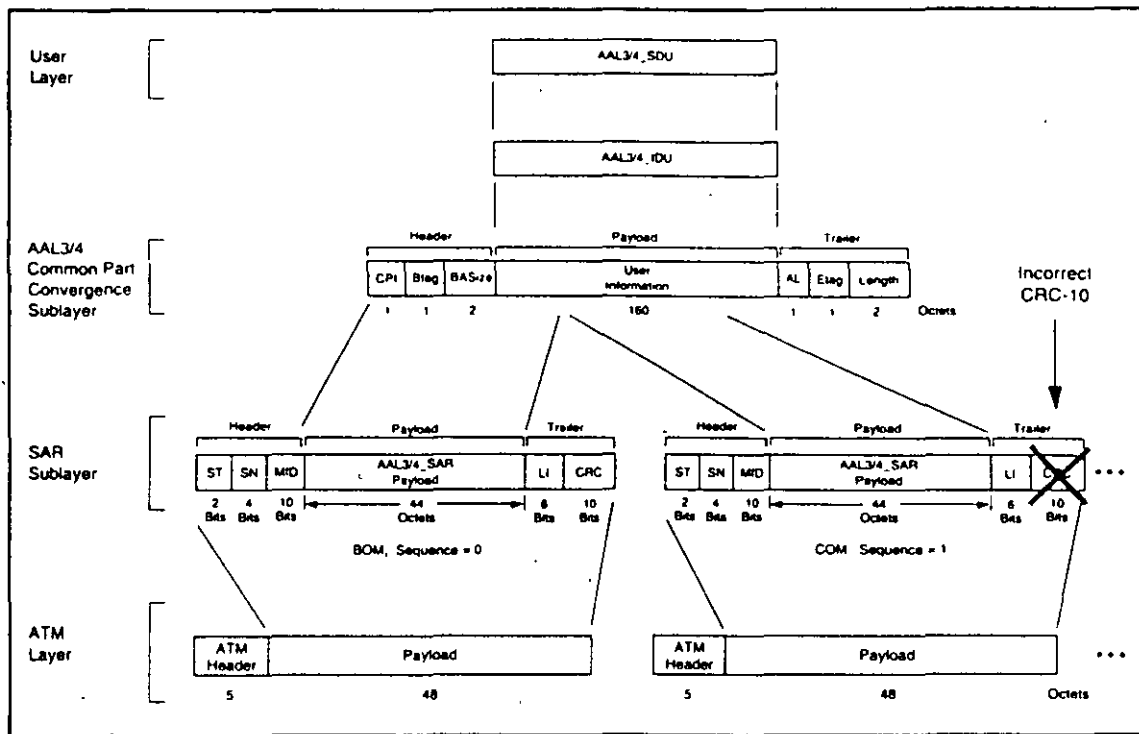 User
Layer
AAL3/4_SDU
AAL3/4_IDU
AAL3/4
Common Part
Convergence
Sublayer
Header
Payload
Trailer
CPI
Btag
BASize
User
Information
AL
Etag
Length
1
1
2
160
1
1
2
Octets
Incorrect
CRC-10
SAR
Sublayer
Header
Payload
Trailer
ST
SN
MID
AAL3/4_SAR
Payload
LI
CRC
2
Bits
4
Bits
10
Bits
44
Octets
6
Bits
10
Bits
BOM, Sequence = 0
Header
Payload
Trailer
ST
SN
MID
AAL3/4_SAR
Payload
LI
CRC
2
Bits
4
Bits
10
Bits
44
Octets
6
Bits
10
Bits
COM Sequence = 1
ATM
Layer
ATM
Header
Payload
5
48
ATM
Header
Payload
5
48
Octets